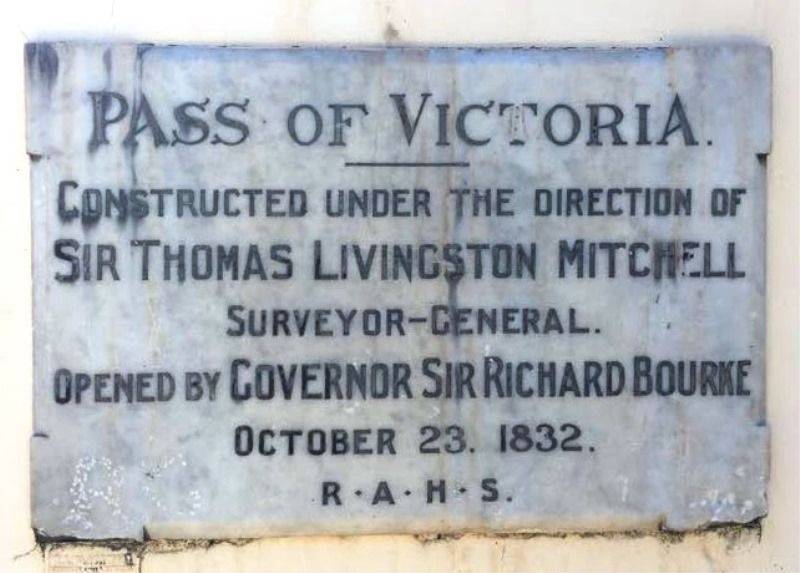 PASS OF VICTORIA.
CONSTRUCTED UNDER THE DIRECTION OF
SIR THOMAS LIVINGSTON MITCHELL
SURVEYOR-GENERAL.
OPENED BY GOVERNOR SIR RICHARD BOURKE
OCTOBER 23. 1832.
R·A·H·S.